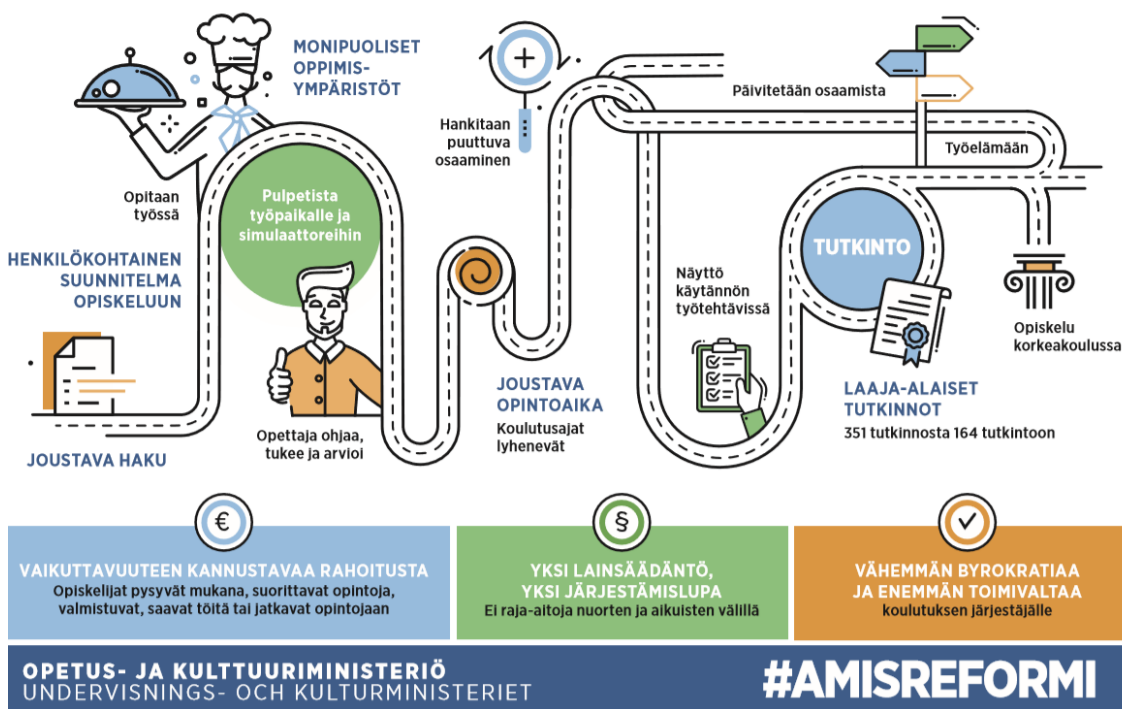 MONIPUOLISET
OPPIMIS-
YMPÄRISTÖT
Opitaan
työssä
Pulpetista
työpaikalle ja
simulaattoreihin
HENKILÖKOHTAINEN
SUUNNITELMA
OPISKELUUN
JOUSTAVA HAKU
Opettaja ohjaa,
tukee ja arvioi
Hankitaan
puuttuva
osaaminen
JOUSTAVA
OPINTOAIKA
Koulutusajat
lyhenevät
Näyttö
käytännön
työtehtävissä
Päivitetään osaamista
Työelämään
TUTKINTO
Opiskelu
korkeakoulussa
LAAJA-ALAISET
TUTKINNOT
351 tutkinnosta 164 tutkintoon
€
VAIKUTTAVUUTEEN KANNUSTAVAA RAHOITUSTA
Opiskelijat pysyvät mukana, suorittavat opintoja,
valmistuvat, saavat töitä tai jatkavat opintojaan
§
YKSI LAINSÄÄDÄNTÖ,
YKSI JÄRJESTÄMISLUPA
Ei raja-aitoja nuorten ja aikuisten välillä
VÄHEMMÄN BYROKRATIAA
JA ENEMMÄN TOIMIVALTAA
koulutuksen järjestäjälle
OPETUS- JA KULTTUURIMINISTERIÖ
UNDERVISNINGS- OCH KULTURMINISTERIET
#AMISREFORMI